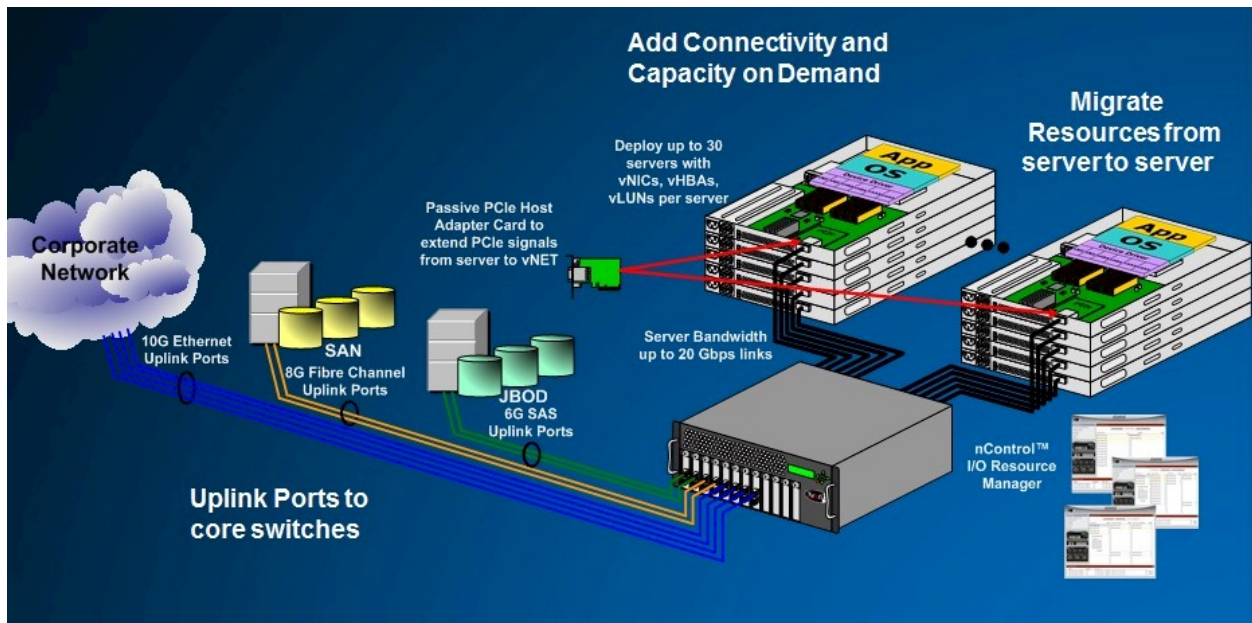 Add Connectivity and
Capacity on Demand
Migrate
Resources from
server to server
Deploy up to 30
servers with
vNICs, vHBAs,
vLUNs per server
App
OS
Device Driver
App
OS
Passive PCIe Host
Adapter Card to
extend PCIe signals
from server to vNET
Corporate
Network
10G Ethernet
Uplink Ports
SAN
8G Fibre Channel
Uplink Ports
JBOD
6G SAS
Uplink Ports
Server Bandwidth
up to 20 Gbps links
nControl™
I/O Resource
Manager
Uplink Ports to
core switches